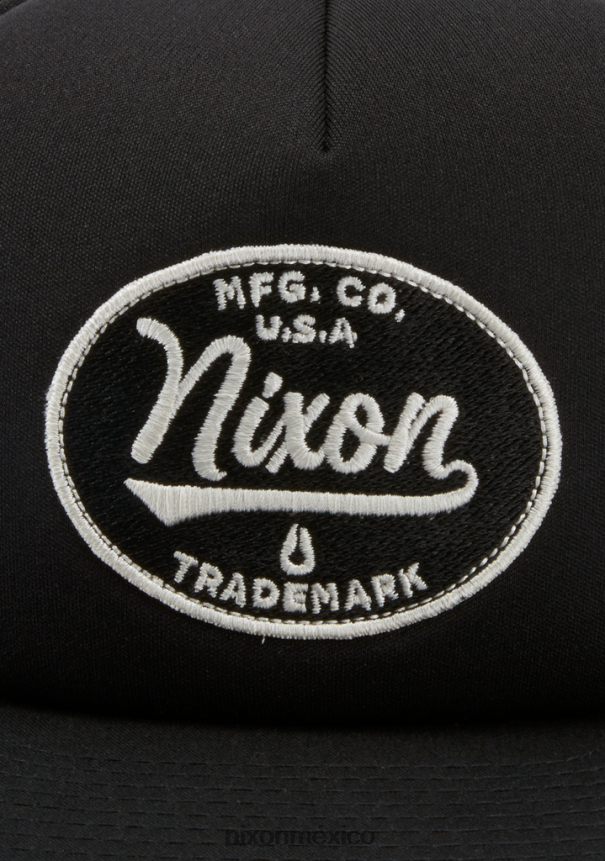 MFG. CO.
U.S.A
Nixon
TRADEMARK
nixonmexico